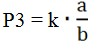 P3 = k · a/b